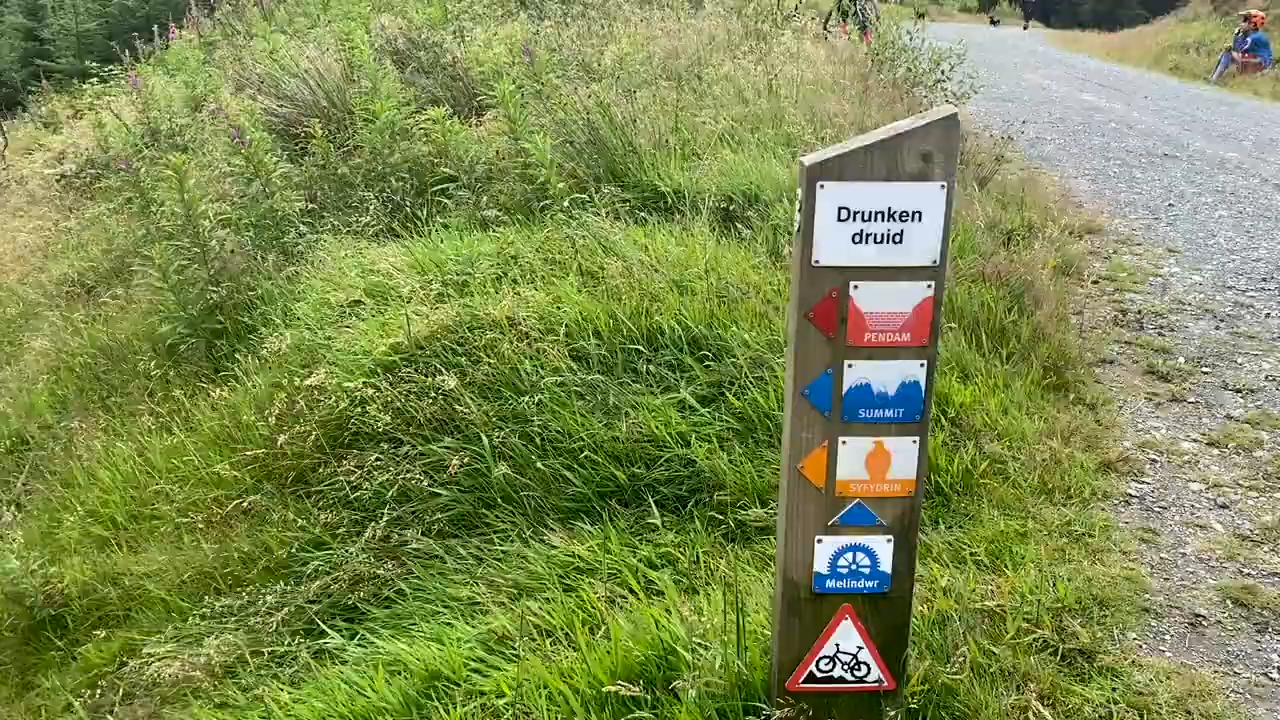 Drunken
druid
PENDAM
SUMMIT
SYFYDRIN
Melindwr